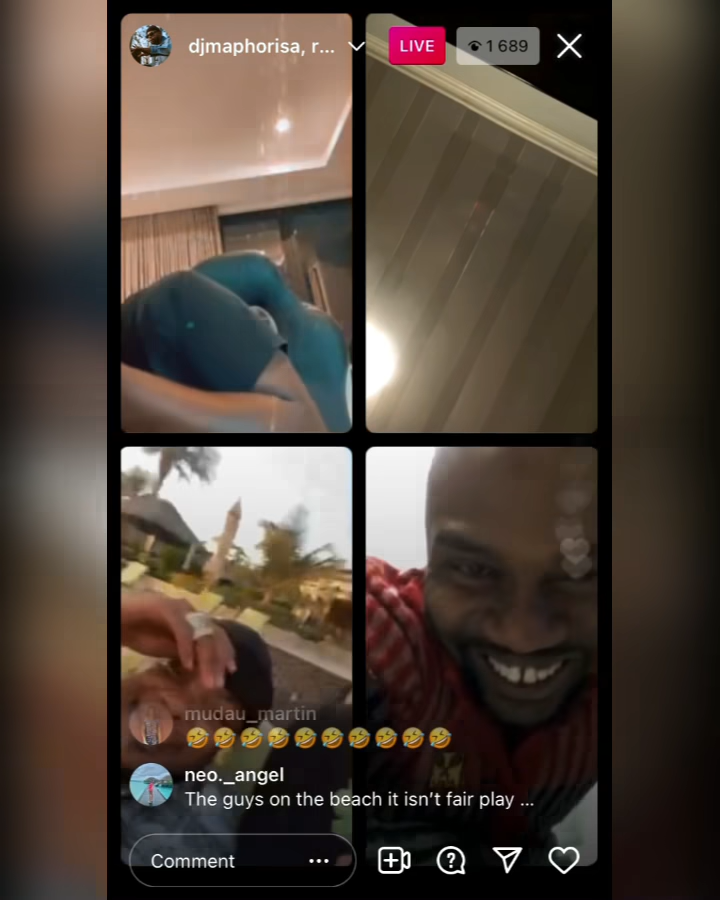 djmaphorisa, r...
LIVE
1 689
mudau_martin
🤣🤣🤣🤣🤣🤣🤣🤣🤣🤣
neo._angel
The guys on the beach it isn't fair play ...
Comment